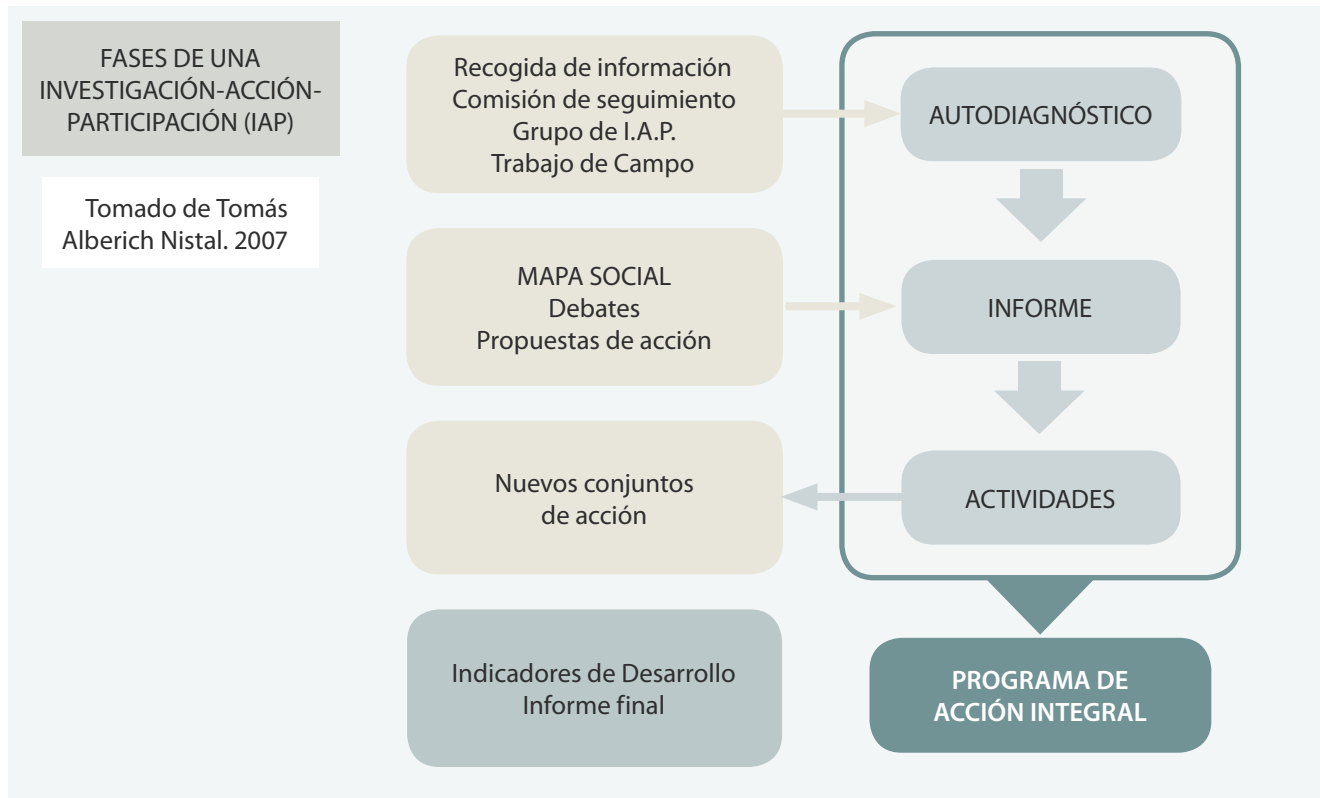 FASES DE UNA
INVESTIGACIÓN-ACCIÓN-
PARTICIPACIÓN (IAP)
Tomado de Tomás
Alberich Nistal. 2007
Recogida de información
Comisión de seguimiento
Grupo de I.A.P.
Trabajo de Campo
AUTODIAGNÓSTICO
MAPA SOCIAL
Debates
Propuestas de acción
INFORME
Nuevos conjuntos
de acción
ACTIVIDADES
Indicadores de Desarrollo
Informe final
PROGRAMA DE
ACCIÓN INTEGRAL